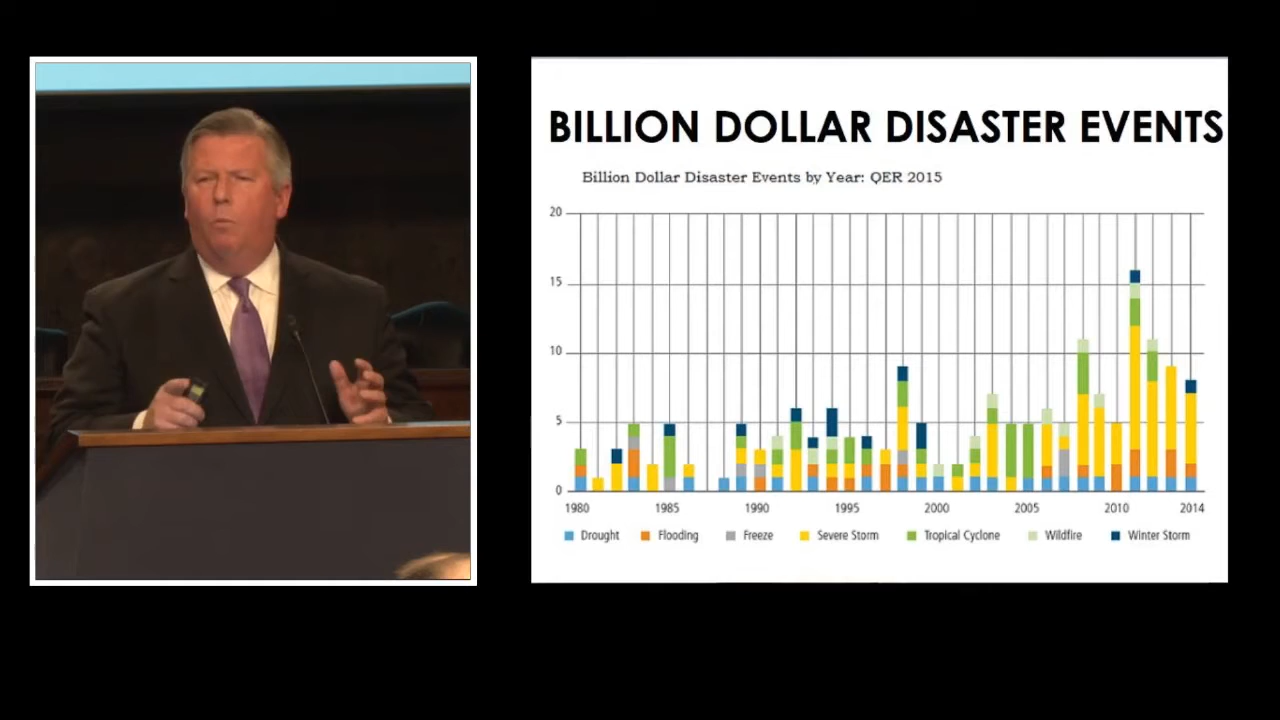 BILLION DOLLAR DISASTER EVENTS
Billion Dollar Disaster Events by Year: QER 2015
20
15
10
5
0
1980 1985 1990 1995 2000 2005 2010 2014
Drought Flooding Freeze Severe Storm Tropical Cyclone Wildfire Winter Storm